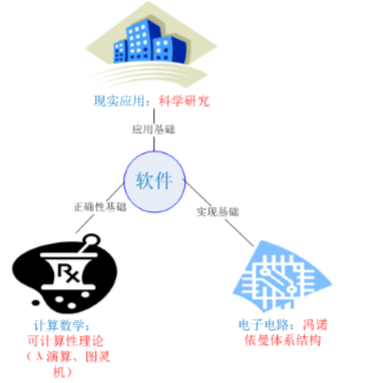 现实应用：科学研究
应用基础
软件
正确性基础
实现基础
Rx
计算数学：
可计算性理论
（λ演算、图灵
机）
电子电路：冯诺
依曼体系结构